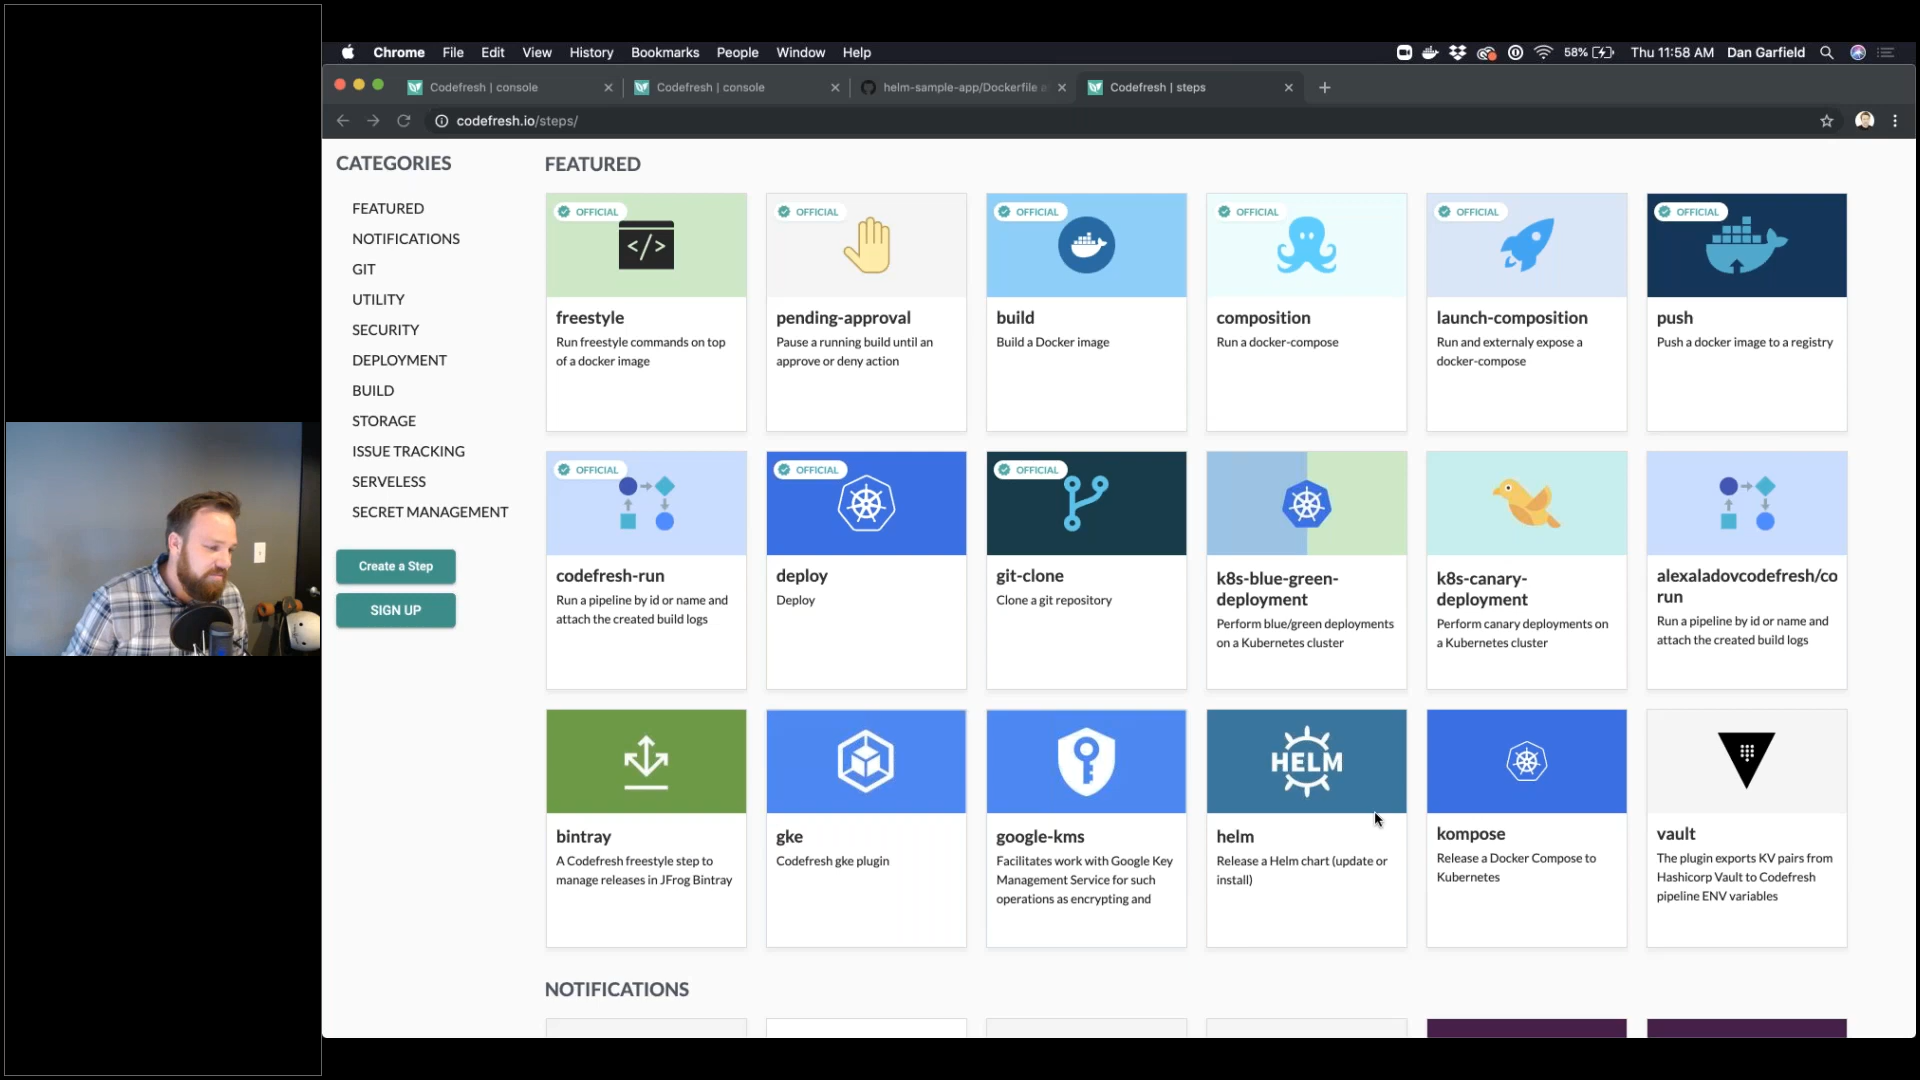 Chrome File Edit View History Bookmarks People Window Help
58% Thu 11:58 AM Dan Garfield
Codefresh | console
Codefresh | console
helm-sample-app/Dockerfile
Codefresh | steps
codefresh.io/steps/
CATEGORIES
FEATURED
NOTIFICATIONS
GIT
UTILITY
SECURITY
DEPLOYMENT
BUILD
STORAGE
ISSUE TRACKING
SERVELESS
SECRET MANAGEMENT
Create a Step
SIGN UP
FEATURED
OFFICIAL
</>
freestyle
Run freestyle commands on top
of a docker image
OFFICIAL
pending-approval
Pause a running build until an
approve or deny action
OFFICIAL
build
Build a Docker image
OFFICIAL
composition
Run a docker-compose
OFFICIAL
launch-composition
Run and externaly expose a
docker-compose
OFFICIAL
push
Push a docker image to a registry
OFFICIAL
codefresh-run
Run a pipeline by id or name and
attach the created build logs
OFFICIAL
deploy
Deploy
OFFICIAL
git-clone
Clone a git repository
k8s-blue-green-
deployment
Perform blue/green deployments
on a Kubernetes cluster
k8s-canary-
deployment
Perform canary deployments on
a Kubernetes cluster
alexaladovcodefresh/co
run
Run a pipeline by id or name and
attach the created build logs
bintray
A Codefresh freestyle step to
manage releases in JFrog Bintray
gke
Codefresh gke plugin
google-kms
Facilitates work with Google Key
Management Service for such
operations as encrypting and
HELM
helm
Release a Helm chart (update or
install)
kompose
Release a Docker Compose to
Kubernetes
vault
The plugin exports KV pairs from
Hashicorp Vault to Codefresh
pipeline ENV variables
NOTIFICATIONS